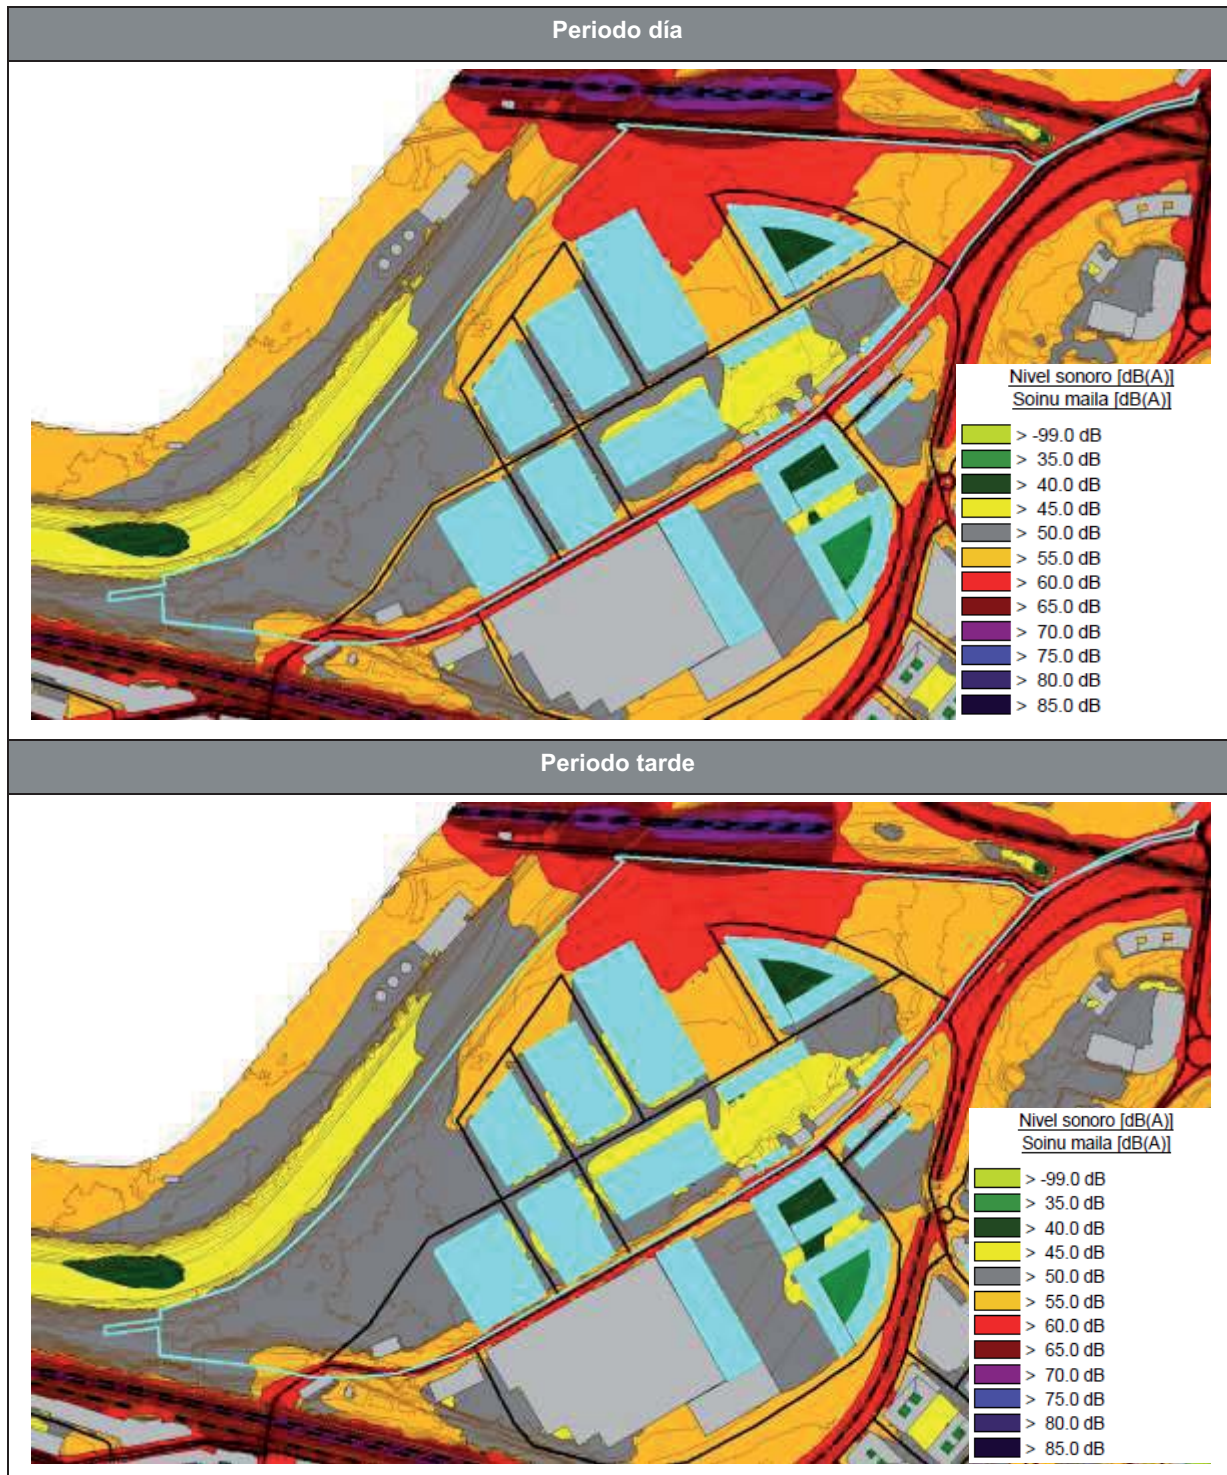 Periodo día
Nivel sonoro [dB(A)]
Soinu maila [dB(A)]
> -99.0 dB
> 35.0 dB
> 40.0 dB
> 45.0 dB
> 50.0 dB
> 55.0 dB
> 60.0 dB
> 65.0 dB
> 70.0 dB
> 75.0 dB
> 80.0 dB
> 85.0 dB
Periodo tarde
Nivel sonoro [dB(A)]
Soinu maila [dB(A)]
> -99.0 dB
> 35.0 dB
> 40.0 dB
> 45.0 dB
> 50.0 dB
> 55.0 dB
> 60.0 dB
> 65.0 dB
> 70.0 dB
> 75.0 dB
> 80.0 dB
> 85.0 dB